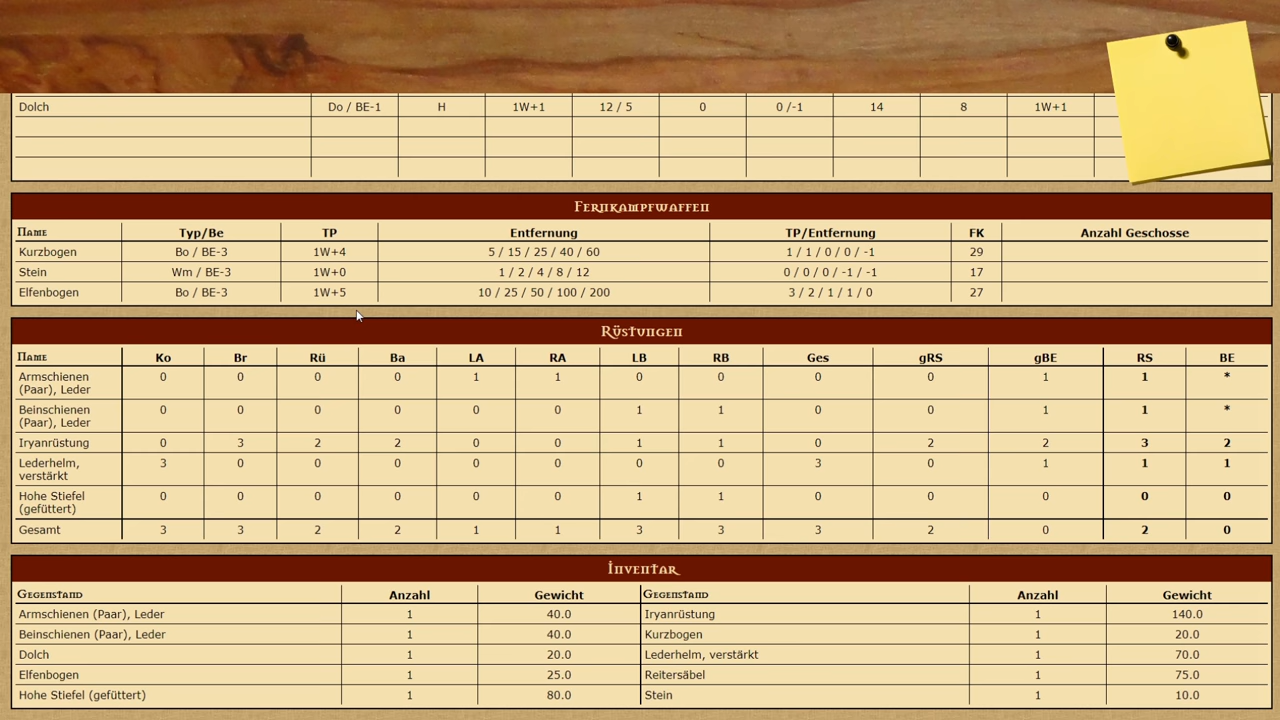 Dolch Do / BE-1 H 1W+1 12 / 5 0 0 /-1 14 8 1W+1
Fernkampfwaffen
Name Typ/Be TP Entfernung TP/Entfernung FK Anzahl Geschosse
Kurzbogen Bo / BE-3 1W+4 5 / 15 / 25 / 40 / 60 1 / 1 / 0 / 0 / -1 29
Stein Wm / BE-3 1W+0 1 / 2 / 4 / 8 / 12 0 / 0 / 0 / -1 / -1 17
Elfenbogen Bo / BE-3 1W+5 10 / 25 / 50 / 100 / 200 3 / 2 / 1 / 1 / 0 27
Rüstungen
Name Ko Br Rü Ba LA RA LB RB Ges gRS gBE RS BE
Armschienen 0 0 0 0 1 1 0 0 0 0 1 1 *
(Paar), Leder
Beinschienen 0 0 0 0 0 0 1 1 0 0 1 1 *
(Paar), Leder
Iryanrüstung 0 3 2 2 0 0 1 1 0 2 2 3 2
Lederhelm, 3 0 0 0 0 0 0 0 3 0 1 1 1
verstärkt
Hohe Stiefel 0 0 0 0 0 0 1 1 0 0 0 0 0
(gefüttert)
Gesamt 3 3 2 2 1 1 3 3 3 2 0 2 0
Inventar
Gegenstand Anzahl Gewicht Gegenstand Anzahl Gewicht
Armschienen (Paar), Leder 1 40.0 Iryanrüstung 1 140.0
Beinschienen (Paar), Leder 1 40.0 Kurzbogen 1 20.0
Dolch 1 20.0 Lederhelm, verstärkt 1 70.0
Elfenbogen 1 25.0 Reitersäbel 1 75.0
Hohe Stiefel (gefüttert) 1 80.0 Stein 1 10.0